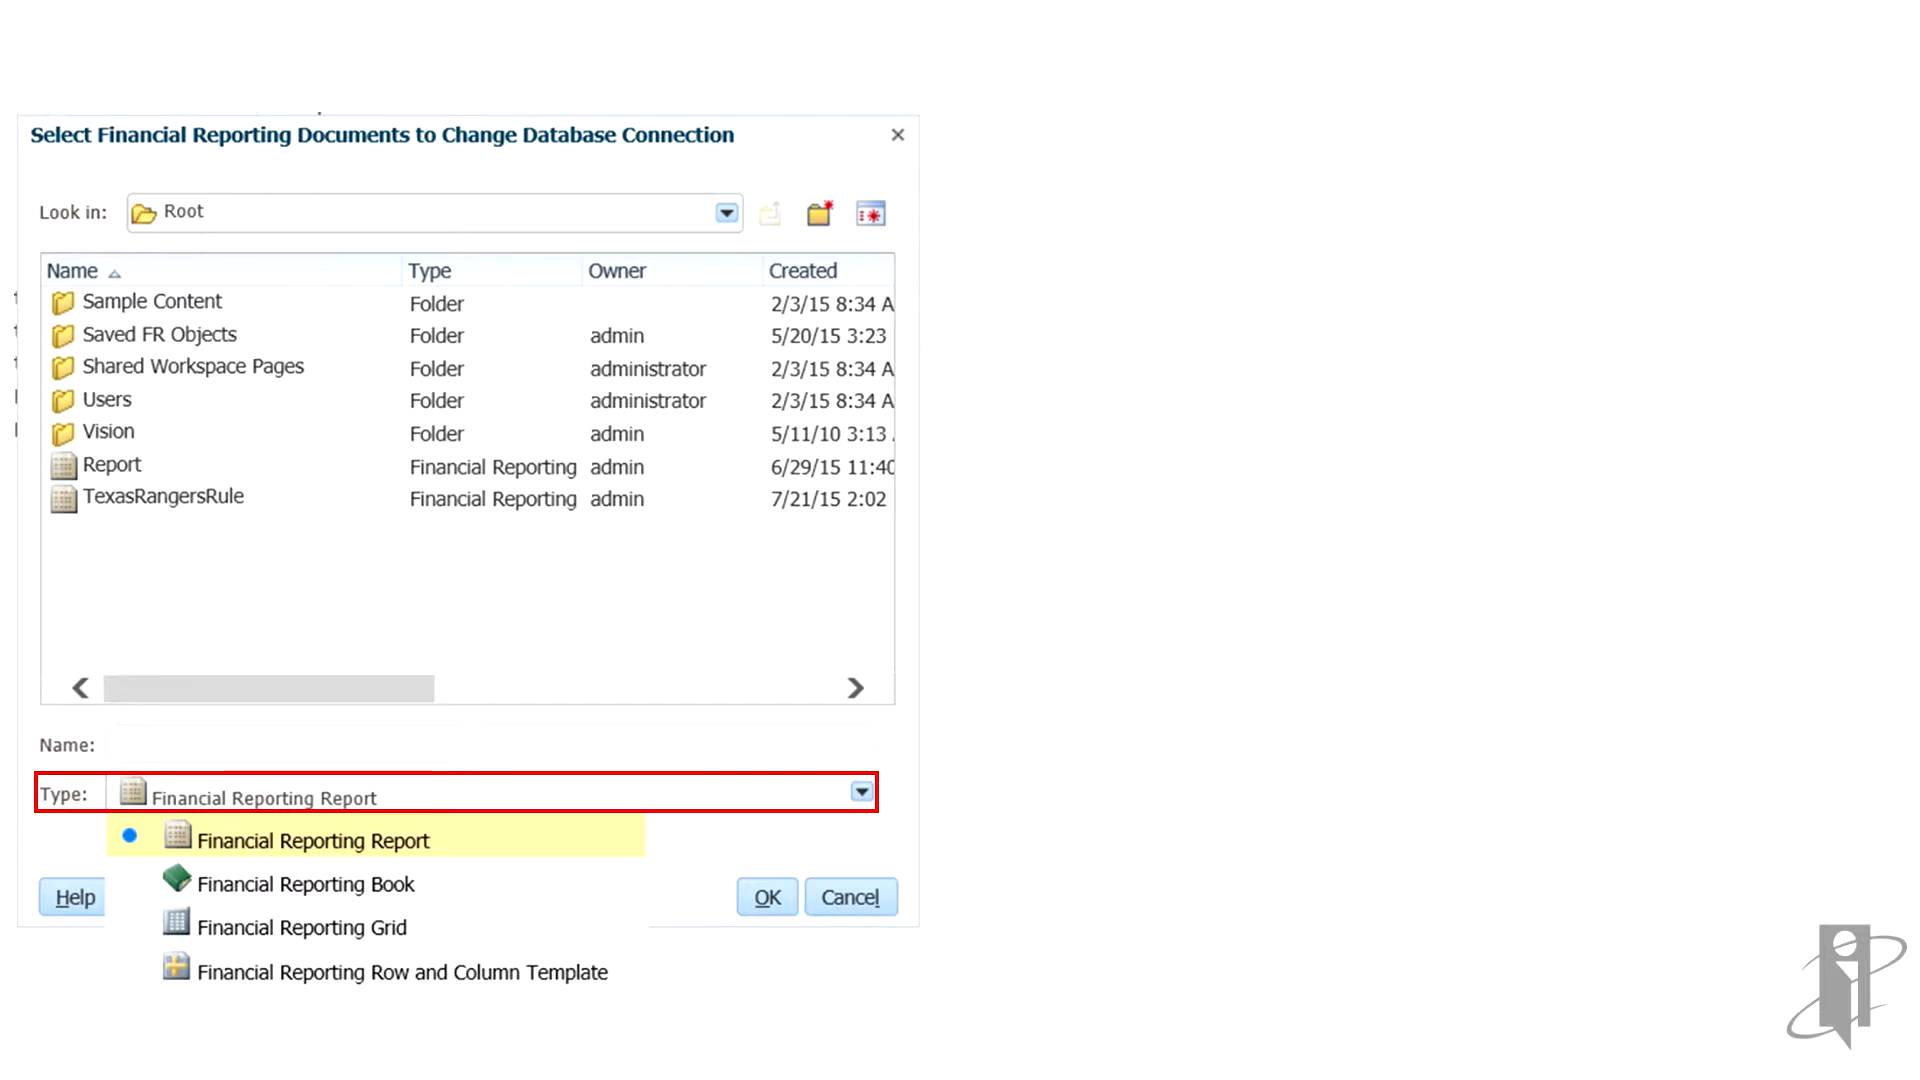 Select Financial Reporting Documents to Change Database Connection
Look in: Root
Name Type Owner Created
Sample Content Folder 2/3/15 8:34 A
Saved FR Objects Folder admin 5/20/15 3:23
Shared Workspace Pages Folder administrator 2/3/15 8:34 A
Users Folder administrator 2/3/15 8:34 A
Vision Folder admin 5/11/10 3:13
Report Financial Reporting admin 6/29/15 11:40
TexasRangersRule Financial Reporting admin 7/21/15 2:02
Name:
Type: Financial Reporting Report
Financial Reporting Report
Financial Reporting Book
Help OK Cancel
Financial Reporting Grid
Financial Reporting Row and Column Template